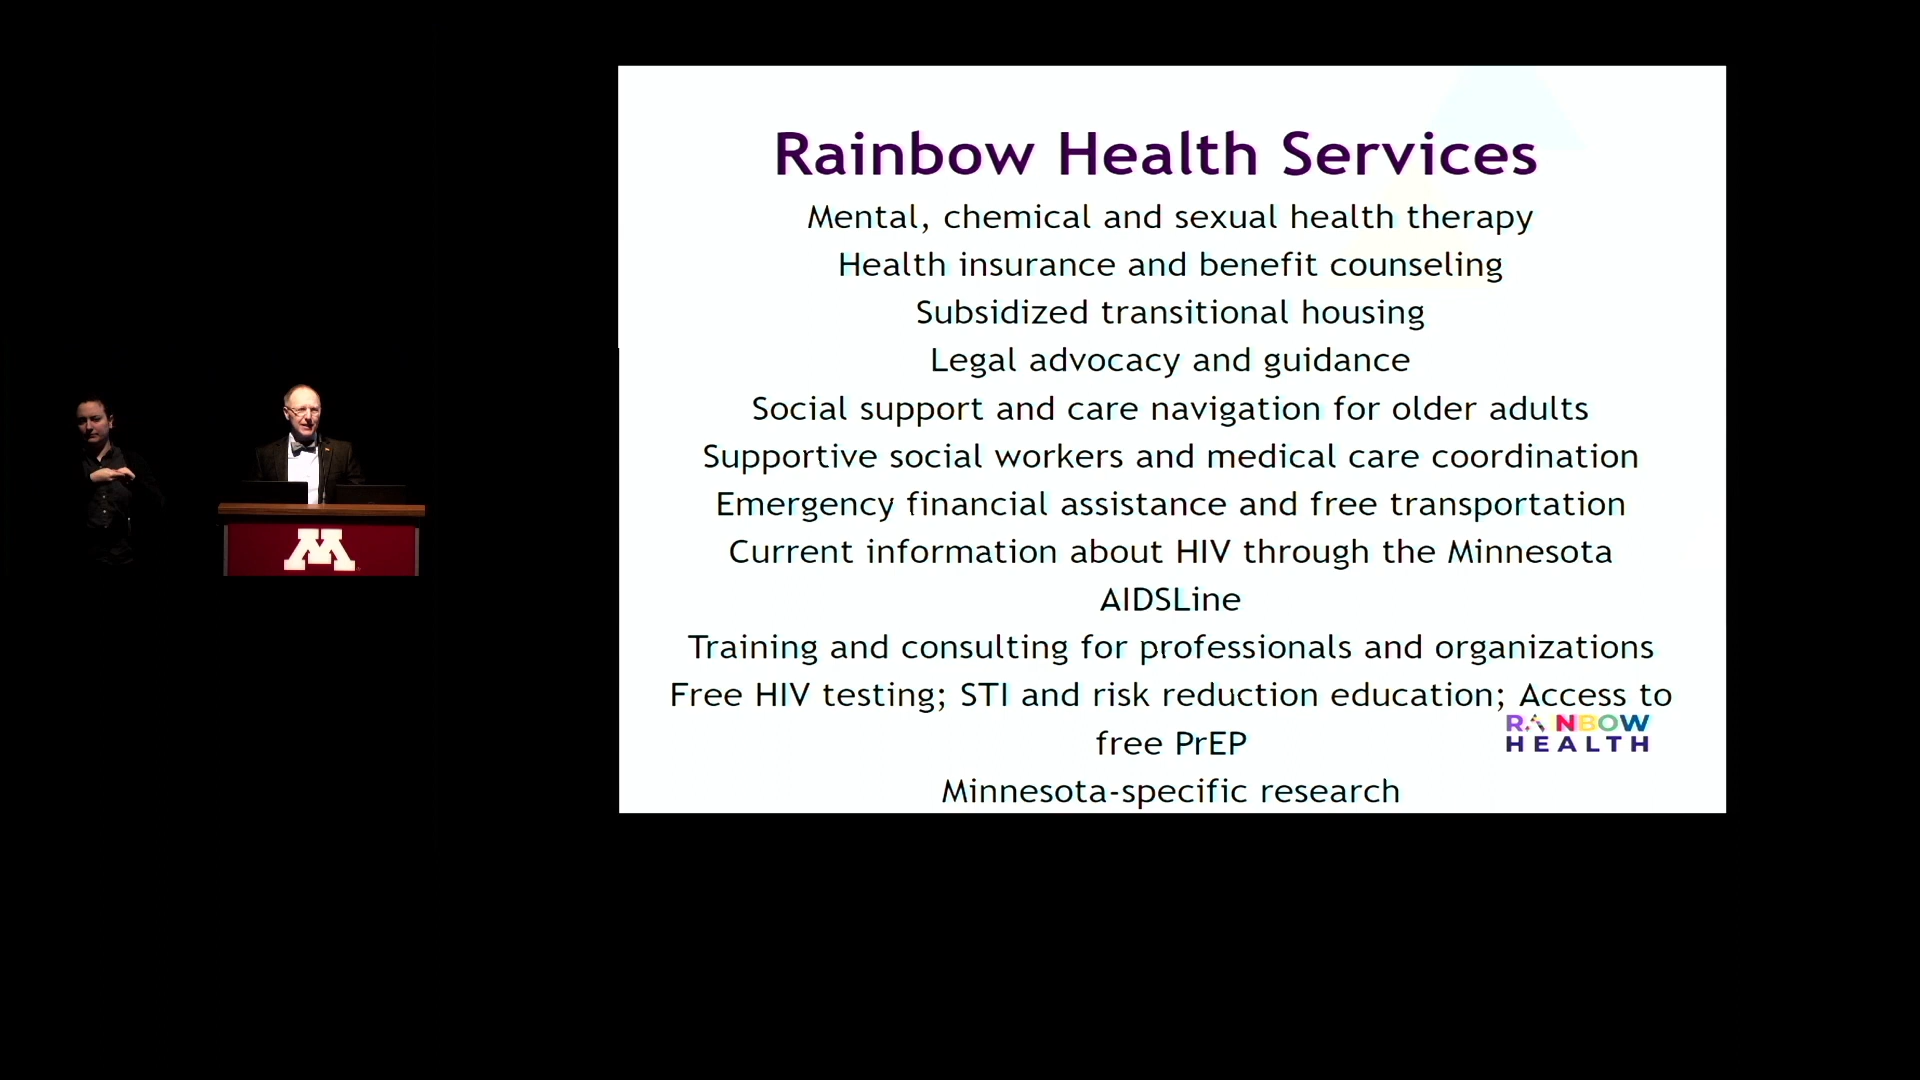 Rainbow Health Services
Mental, chemical and sexual health therapy
Health insurance and benefit counseling
Subsidized transitional housing
Legal advocacy and guidance
Social support and care navigation for older adults
Supportive social workers and medical care coordination
Emergency financial assistance and free transportation
Current information about HIV through the Minnesota
AIDSLine
Training and consulting for professionals and organizations
Free HIV testing; STI and risk reduction education; Access to
free PrEP
Minnesota-specific research
RAINBOW
HEALTH
M